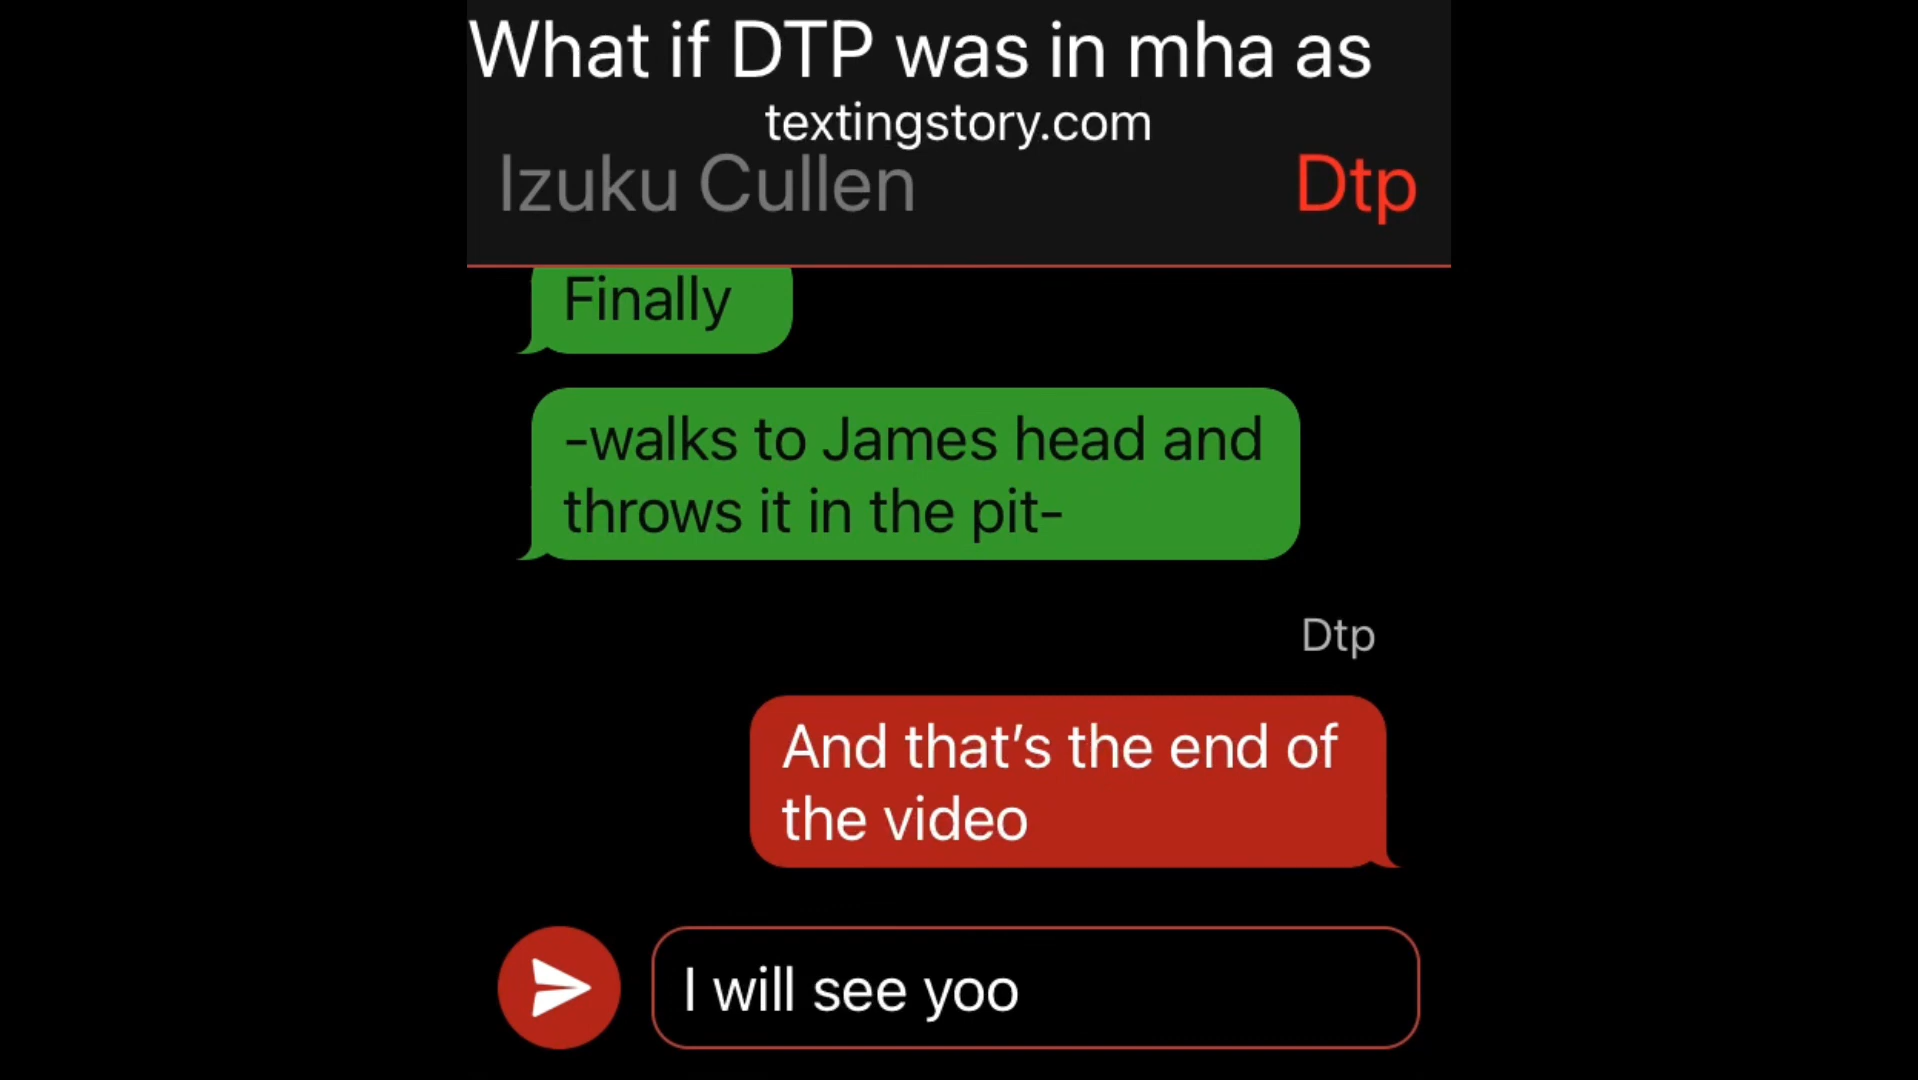 What if DTP was in mha as
textingstory.com
Izuku Cullen
Dtp
Finally
-walks to James head and
throws it in the pit-
Dtp
And that’s the end of
the video
I will see yoo